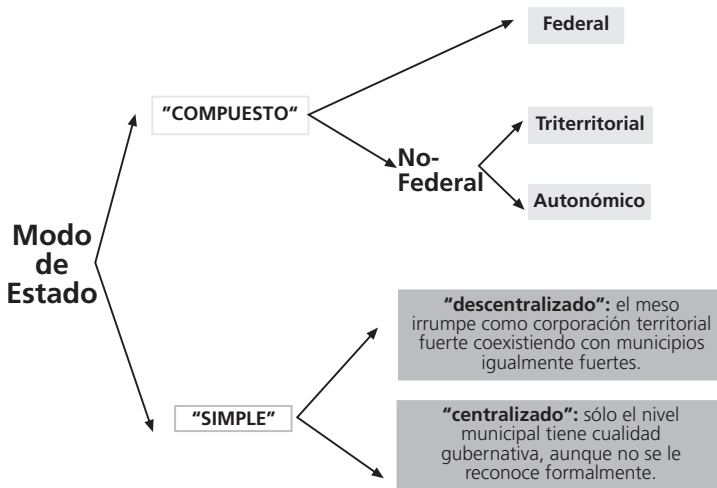 Federal
"COMPUESTO"
Triterritorial
No-
Federal
Autonómico
Modo
de
Estado
"descentralizado": el meso
irrumpe como corporación territorial
fuerte coexistiendo con municipios
igualmente fuertes.
"SIMPLE"
"centralizado": sólo el nivel
municipal tiene cualidad
gubernativa, aunque no se le
reconoce formalmente.